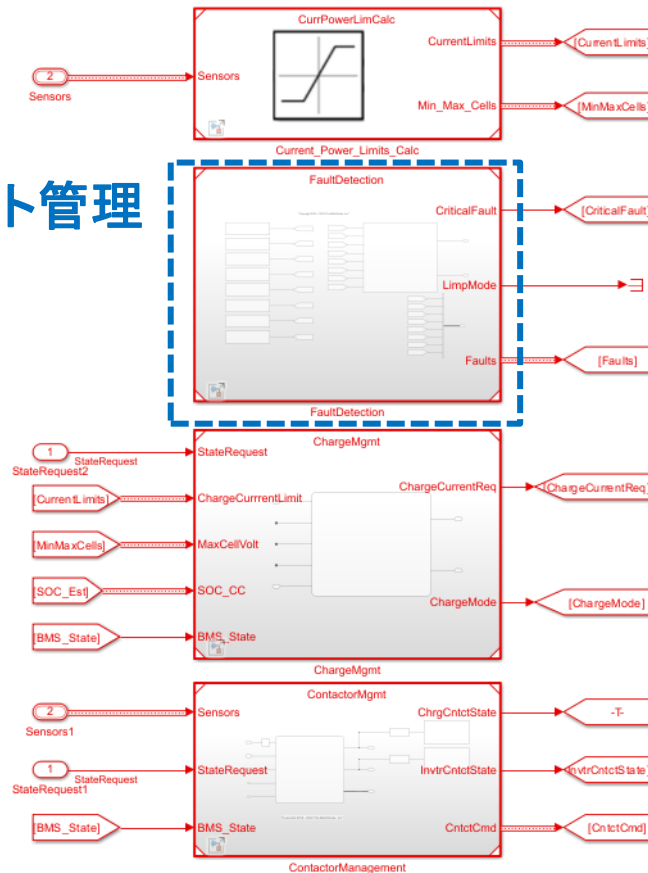 CurrPowerLimCalc
2
Sensors
Sensors
CurrentLimits
[CurrentLimits]
Min_Max_Cells
[MinMaxCells]
Current_Power_Limits_Calc
ト管理
FaultDetection
CriticalFault
[CriticalFault]
LimpMode
Faults
[Faults]
FaultDetection
ChargeMgmt
1
StateRequest
StateRequest2
StateRequest
[CurrentLimits]
ChargeCurrrentLimit
ChargeCurrentReq
[ChargeCurrentReq]
[MinMaxCells]
MaxCellVolt
[SOC_Est]
SOC_CC
ChargeMode
[ChargeMode]
[BMS_State]
BMS_State
ChargeMgmt
ContactorMgmt
2
Sensors1
Sensors
ChrgCntctState
-T-
1
StateRequest
StateRequest1
StateRequest
InvtrCntctState
[InvtrCntctState]
[BMS_State]
BMS_State
CntctCmd
[CntctCmd]
ContactorManagement